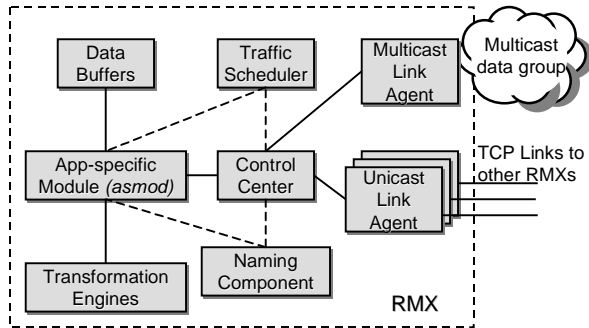 Data
Buffers
Traffic
Scheduler
Multicast
Link
Agent
Multicast
data group
App-specific
Module (asmod)
Control
Center
Unicast
Link
Agent
TCP Links to
other RMXs
Transformation
Engines
Naming
Component
RMX